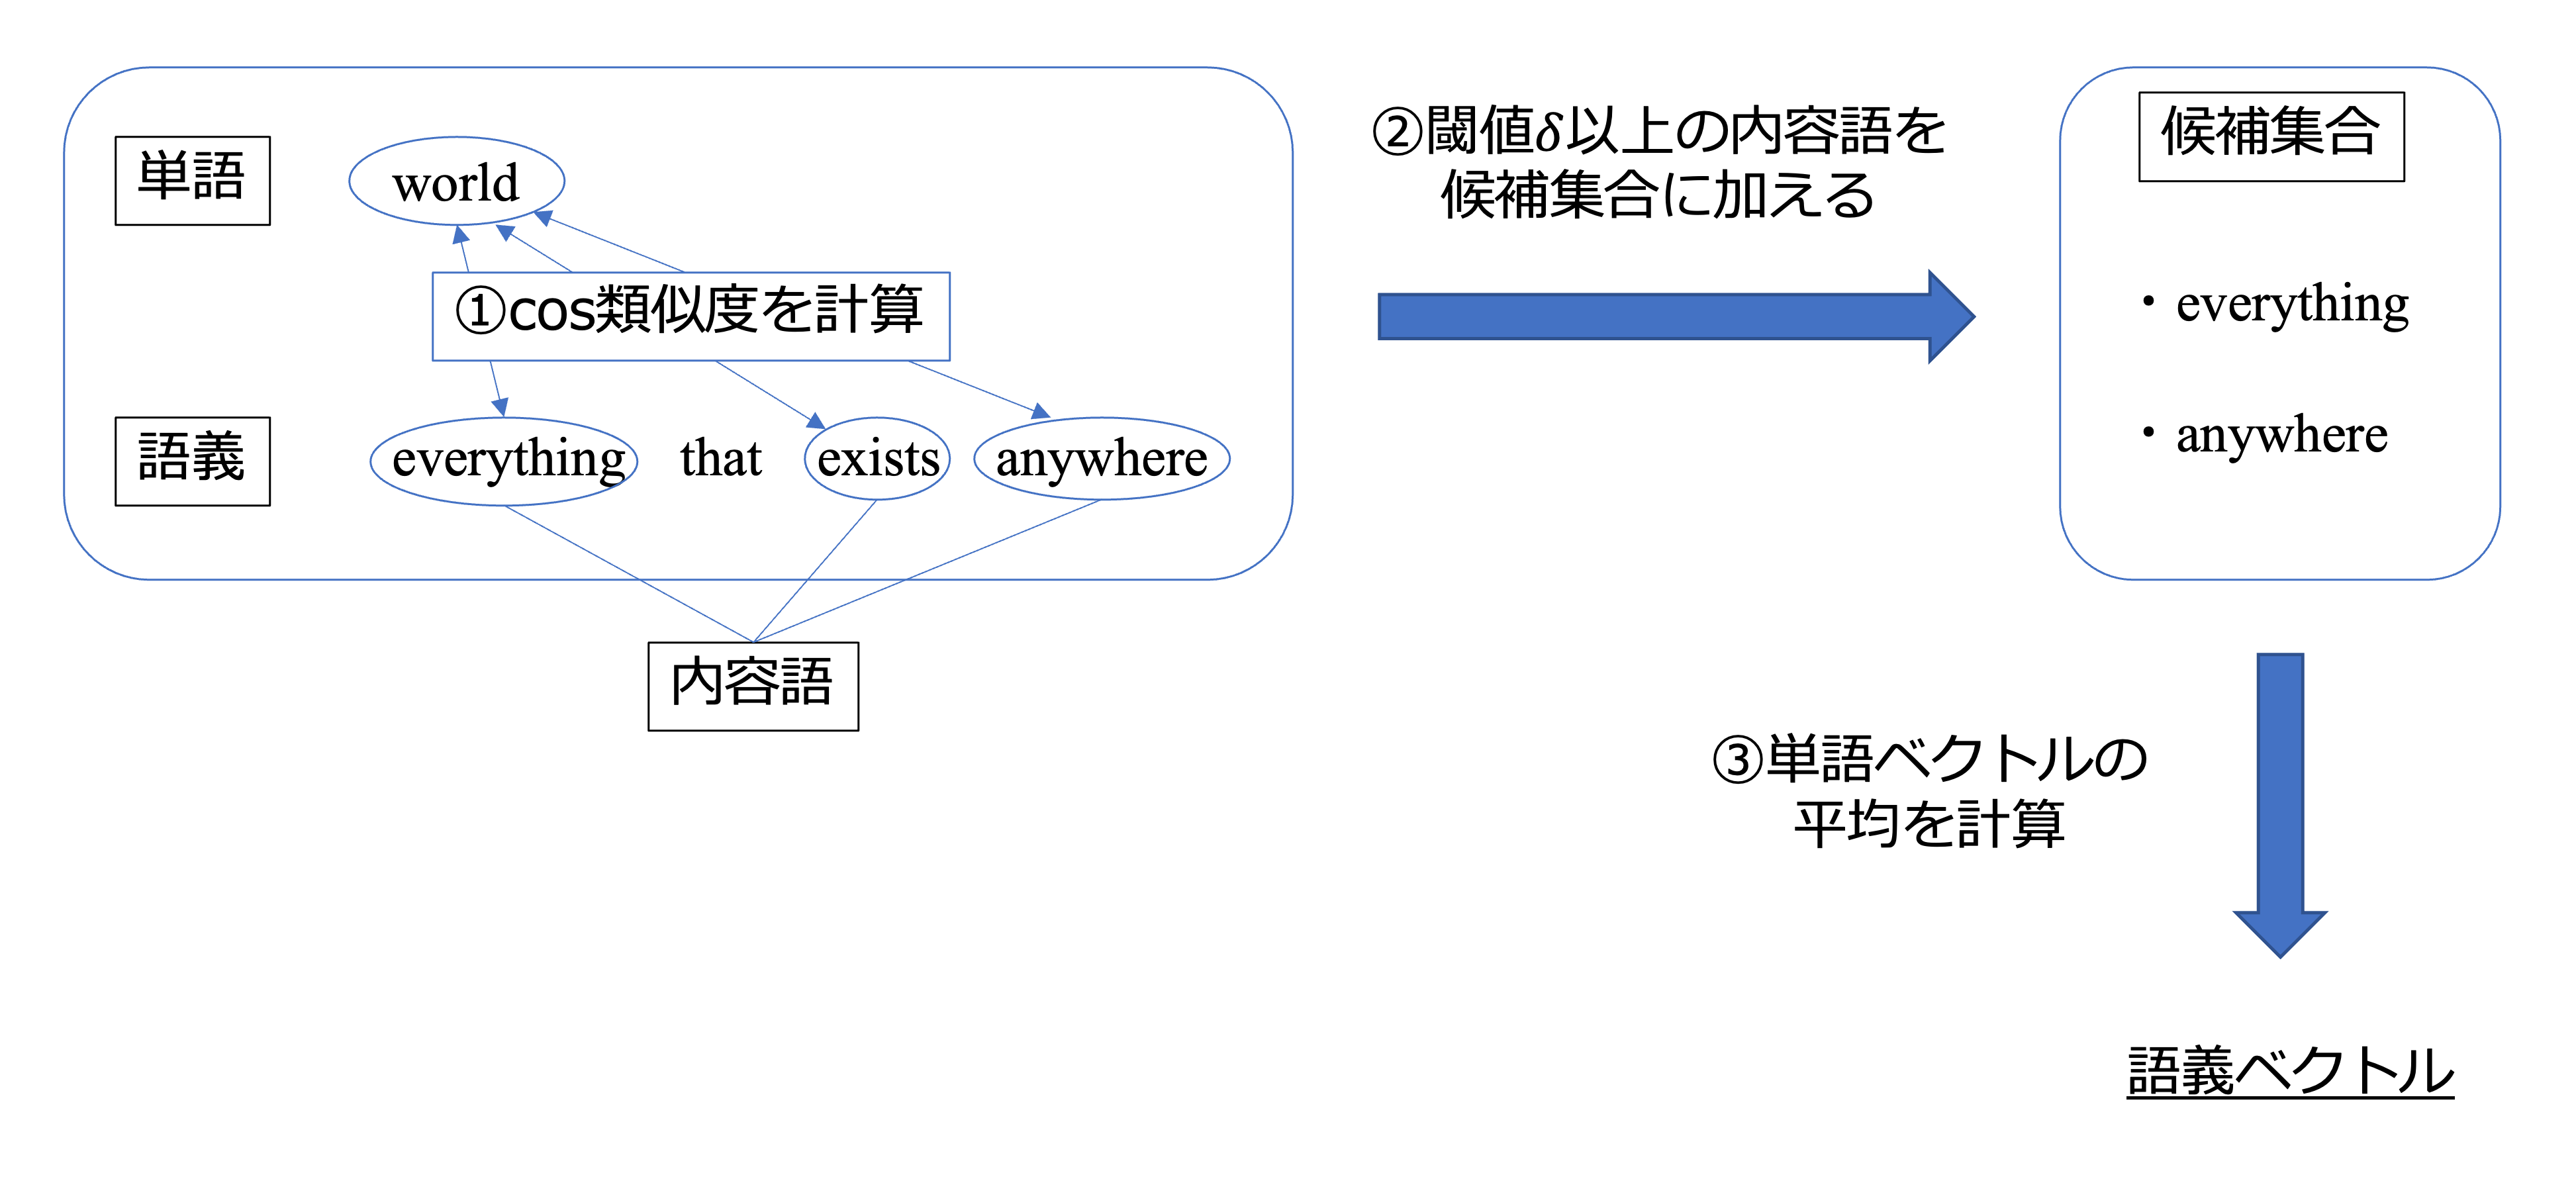 単語
world
①cos類似度を計算
語義
everything that exists anywhere
内容語
②閾値δ以上の内容語を
候補集合に加える
候補集合
・everything
・anywhere
③単語ベクトルの
平均を計算
語義ベクトル